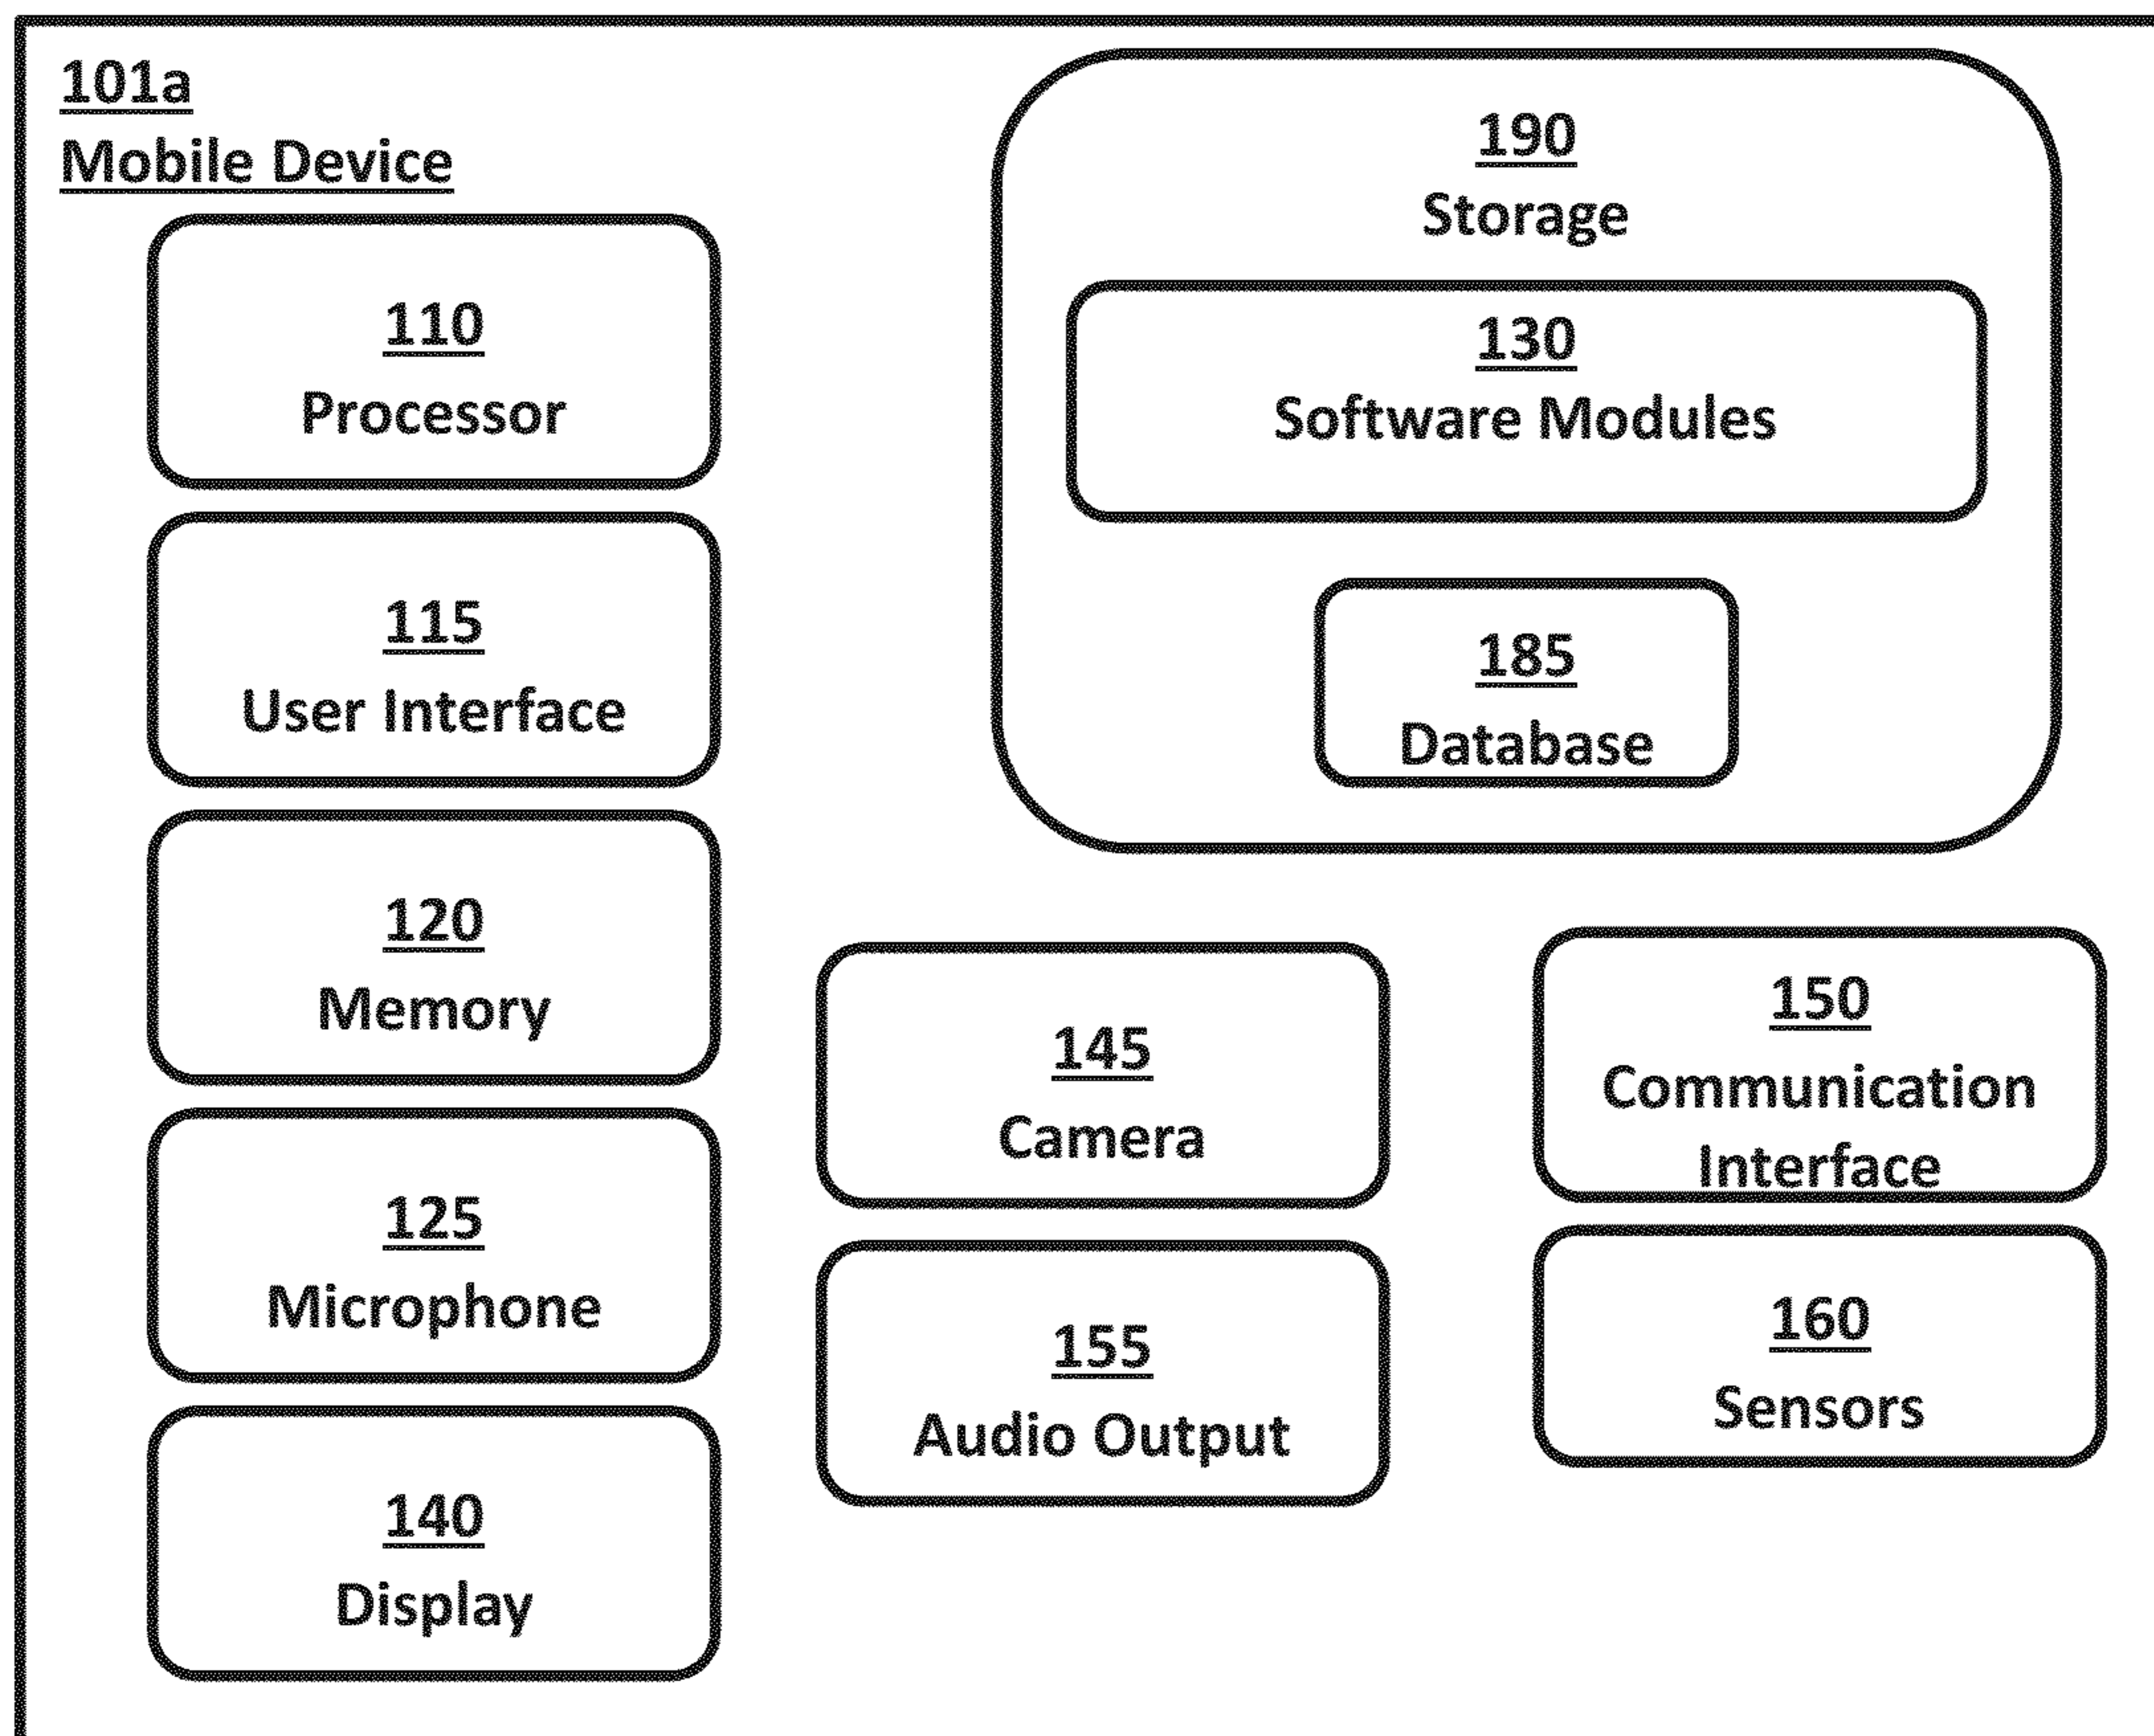 101a
Mobile Device
110
Processor
115
User Interface
120
Memory
125
Microphone
140
Display
190
Storage
130
Software Modules
185
Database
145
Camera
155
Audio Output
150
Communication
Interface
160
Sensors